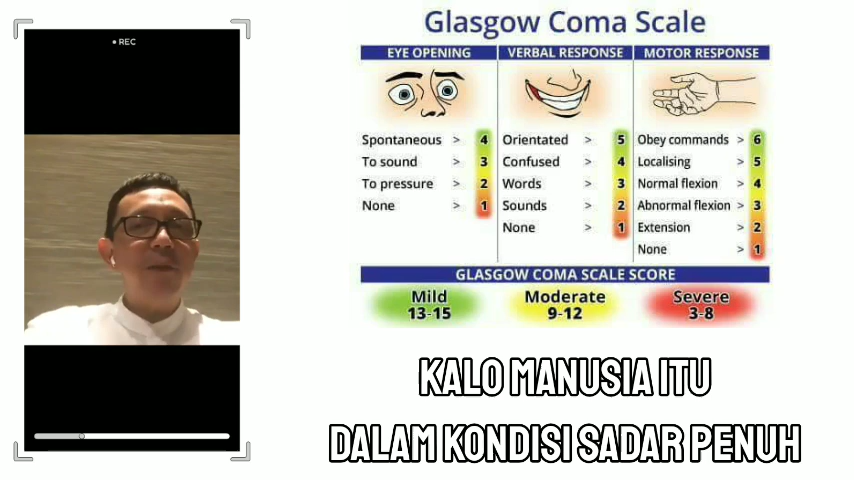 REC
Glasgow Coma Scale
EYE OPENING VERBAL RESPONSE MOTOR RESPONSE
Spontaneous > 4
To sound > 3
To pressure > 2
None > 1
Orientated > 5
Confused > 4
Words > 3
Sounds > 2
None > 1
Obey commands > 6
Localising > 5
Normal flexion > 4
Abnormal flexion > 3
Extension > 2
None > 1
GLASGOW COMA SCALE SCORE
Mild Moderate Severe
13-15 9-12 3-8
KALO MANUSIA ITU
DALAM KONDISI SADAR PENUH